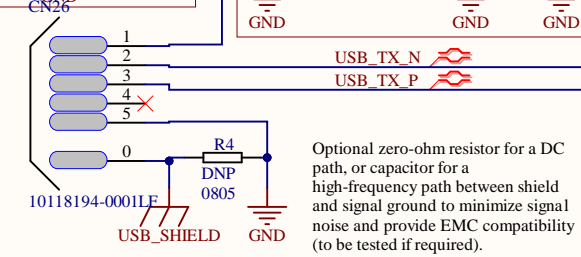 CN26
GND
GND
GND
1
2
3
4
5
0
USB_TX_N
USB_TX_P
R4
DNP
0805
10118194-0001LF
USB_SHIELD
GND
Optional zero-ohm resistor for a DC
path, or capacitor for a
high-frequency path between shield
and signal ground to minimize signal
noise and provide EMC compatibility
(to be tested if required).